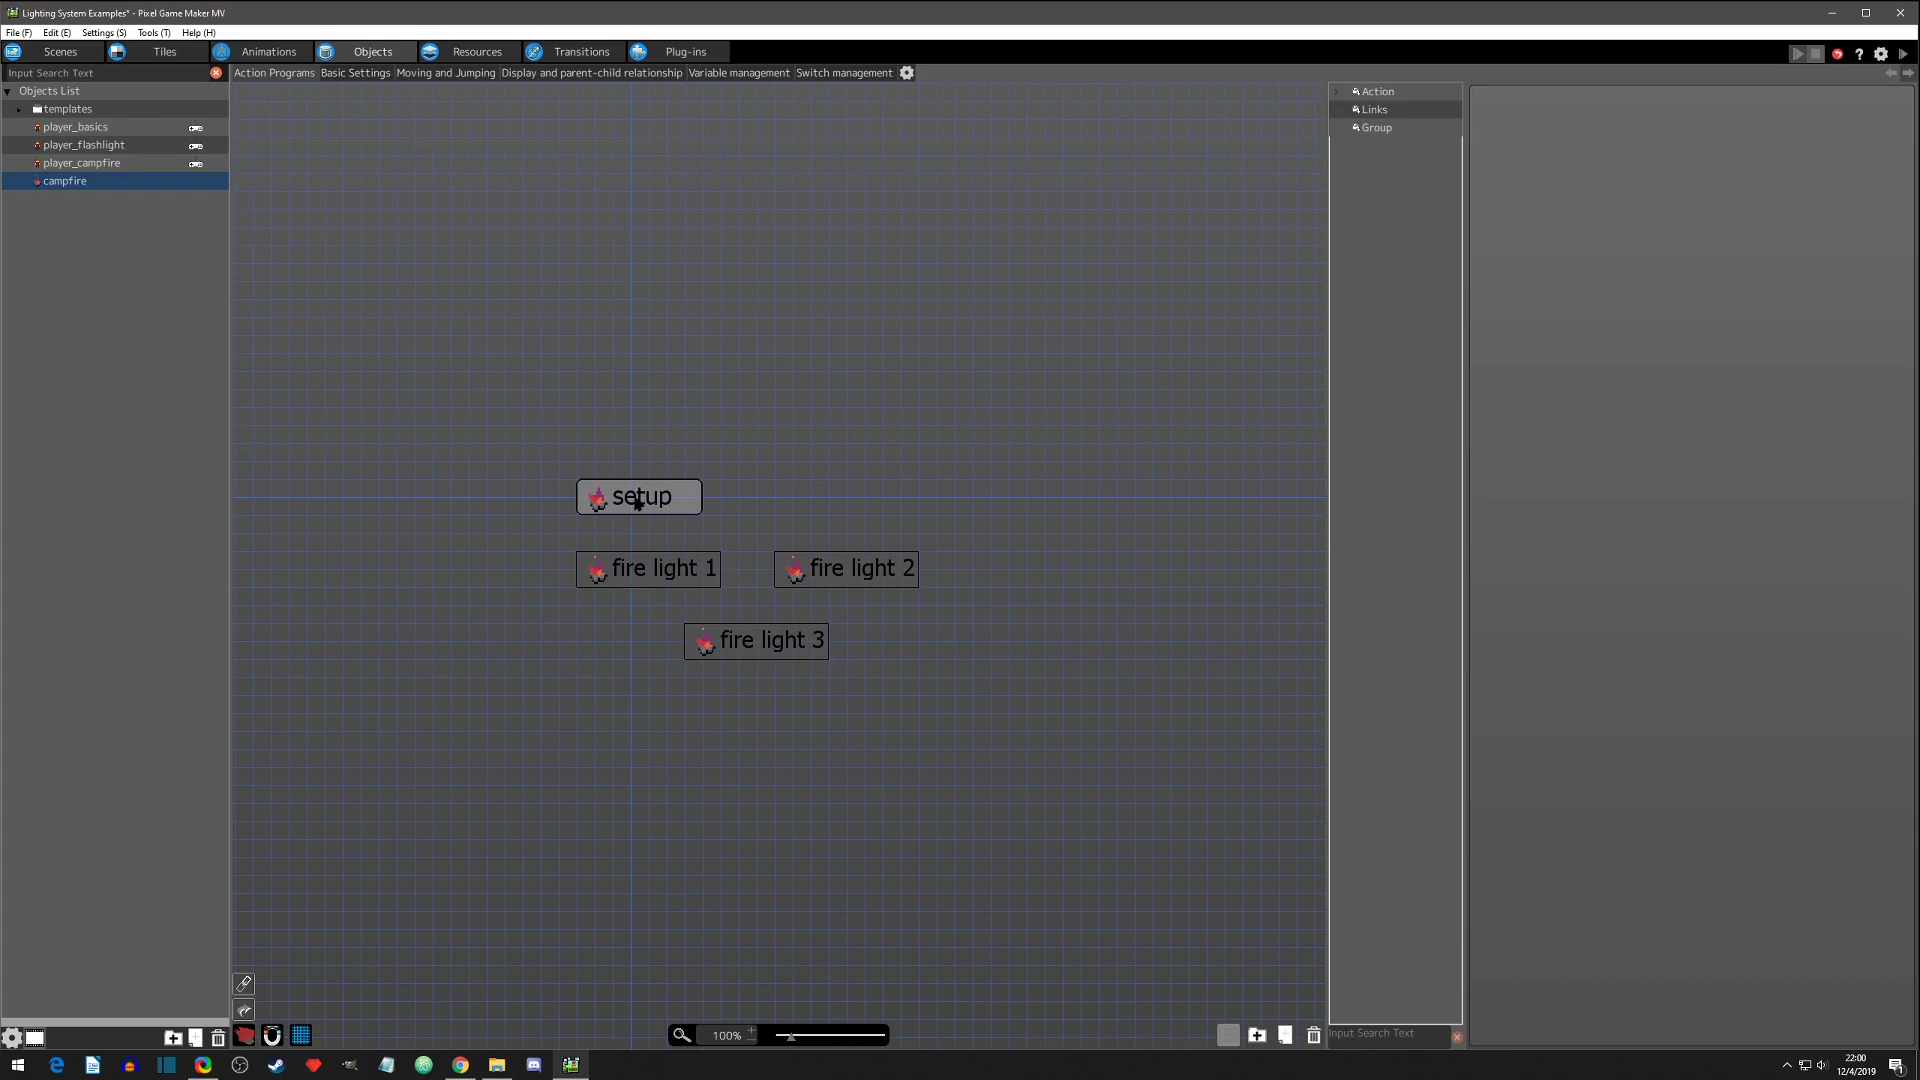 Lighting System Examples* - Pixel Game Maker MV
File (F) Edit (E) Settings (S) Tools (T) Help (H)
Scenes Tiles Animations Objects Resources Transitions Plug-ins
Input Search Text
Action Programs Basic Settings Moving and Jumping Display and parent-child relationship Variable management Switch management
Objects List
templates
player_basics
player_flashlight
player_campfire
campfire
Action
Links
Group
setup
fire light 1
fire light 2
fire light 3
100%
Input Search Text
22:00
12/4/2019